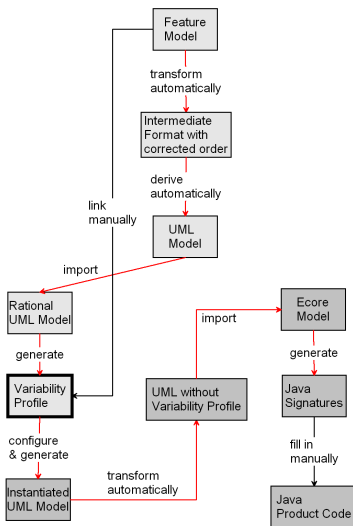 Feature
Model
transform
automatically
Intermediate
Format with
corrected order
derive
automatically
link
manually
UML
Model
import
Rational
UML Model
generate
Variability
Profile
configure
& generate
Instantiated
UML Model
transform
automatically
UML without
Variability Profile
import
Ecore
Model
generate
Java
Signatures
fill in
manually
Java
Product Code